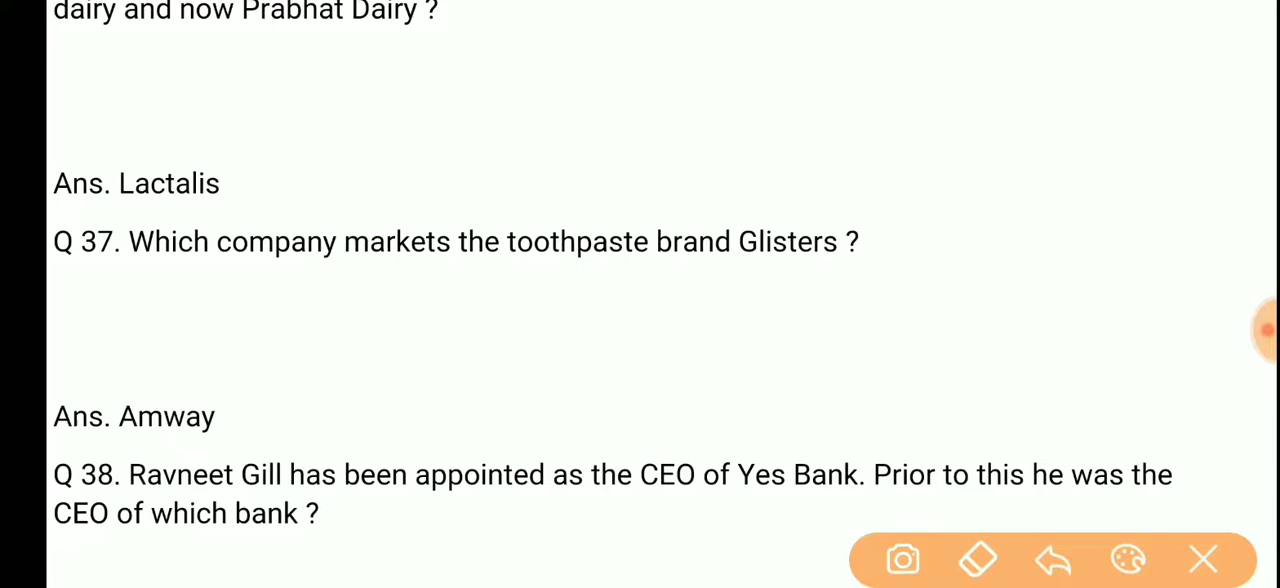 dairy and now Prabhat Dairy ?
Ans. Lactalis
Q 37. Which company markets the toothpaste brand Glisters ?
Ans. Amway
Q 38. Ravneet Gill has been appointed as the CEO of Yes Bank. Prior to this he was the
CEO of which bank ?